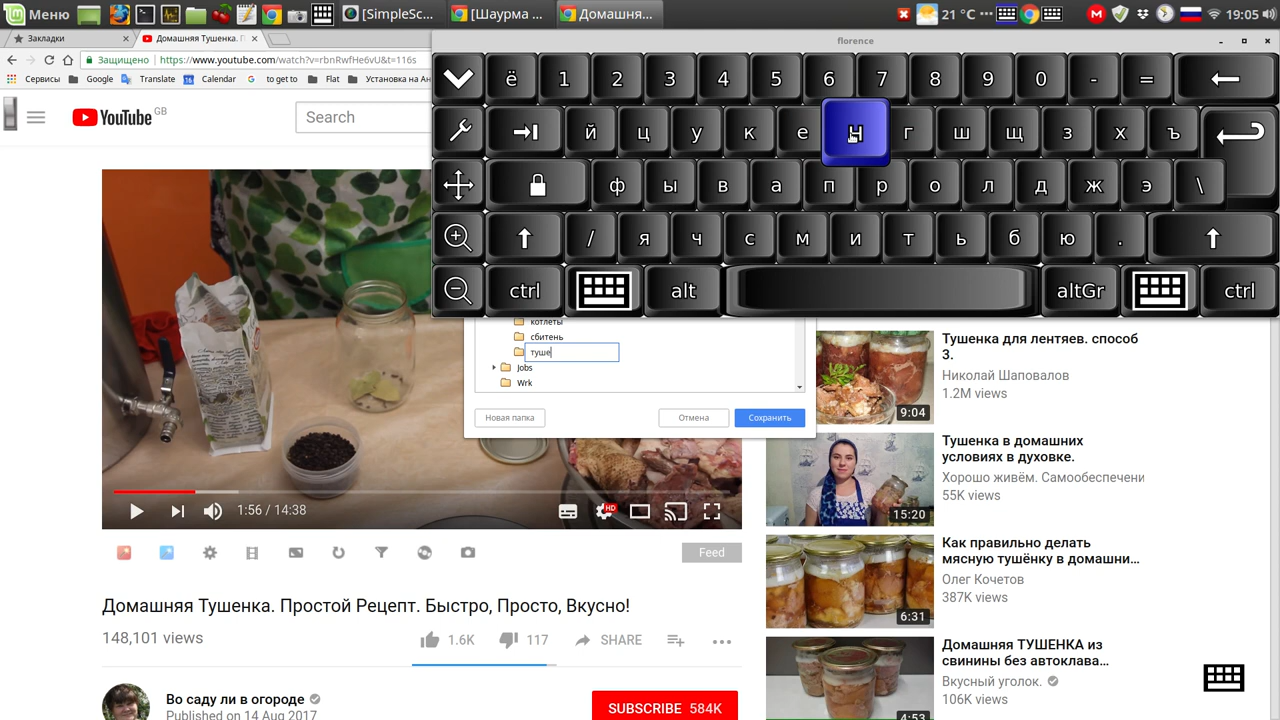 Меню
[SimpleSc...
[Шаурма ...
Домашня...
21 °C
19:05
Закладки
Домашняя Тушенка. П
florence
Защищено
https://www.youtube.com/watch?v=rbnRwfHe6vU&t=116s
Сервисы
Google
Translate
Calendar
to get to
Flat
Установка на Ан
YouTube GB
Search
ё 1 2 3 4 5 6 7 8 9 0 - =
й ц у к е н г ш щ з х ъ
ф ы в а п р о л д ж э \
/ я ч с м и т ь б ю .
ctrl alt altGr ctrl
котлеты
сбитень
туше
Jobs
Wrk
Новая папка
Отмена
Сохранить
1:56 / 14:38
HD
Feed
Домашняя Тушенка. Простой Рецепт. Быстро, Просто, Вкусно!
148,101 views
1.6K
117
SHARE
Во саду ли в огороде
Published on 14 Aug 2017
SUBSCRIBE 584K
Тушенка для лентяев. способ
3.
Николай Шаповалов
1.2M views
9:04
Тушенка в домашних
условиях в духовке.
Хорошо живём. Самообеспечени
55K views
15:20
Как правильно делать
мясную тушёнку в домашни...
Олег Кочетов
387K views
6:31
Домашняя ТУШЕНКА из
свинины без автоклава...
Вкусный уголок.
106K views
4:53